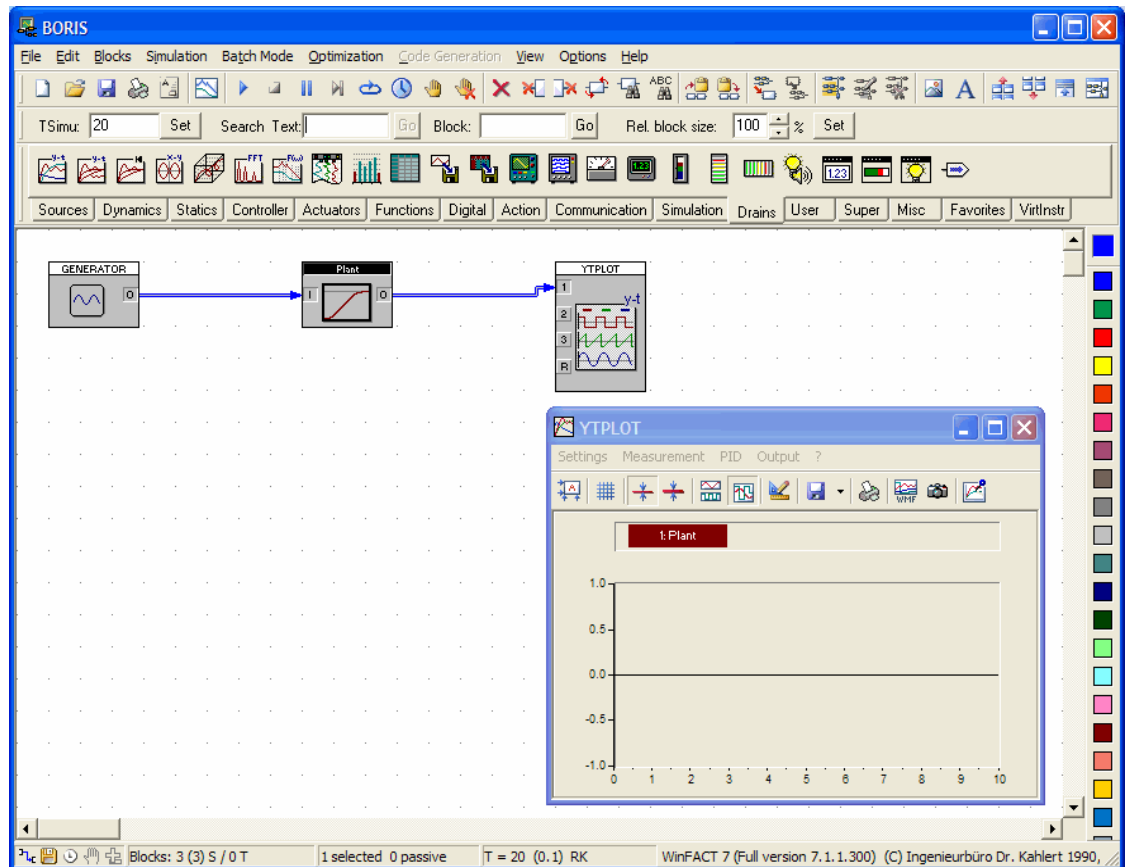 BORIS
File Edit Blocks Simulation Batch Mode Optimization Code Generation View Options Help
TSimu: 20 Set Search Text: Go Block: Go Rel. block size: 100 % Set
Sources Dynamics Statics Controller Actuators Functions Digital Action Communication Simulation Drains User Super Misc Favorites VirtInstr
GENERATOR Plant YTPLOT
O I O 1
y-t
2
3
R
YTPLOT
Settings Measurement PID Output ?
WMF
1: Plant
1.0
0.5
0.0
-0.5
-1.0
0 1 2 3 4 5 6 7 8 9 10
Blocks: 3 (3) S / 0 T 1 selected 0 passive T = 20 (0.1) RK WinFACT 7 (Full version 7.1.1.300) (C) Ingenieurbüro Dr. Kahlert 1990,